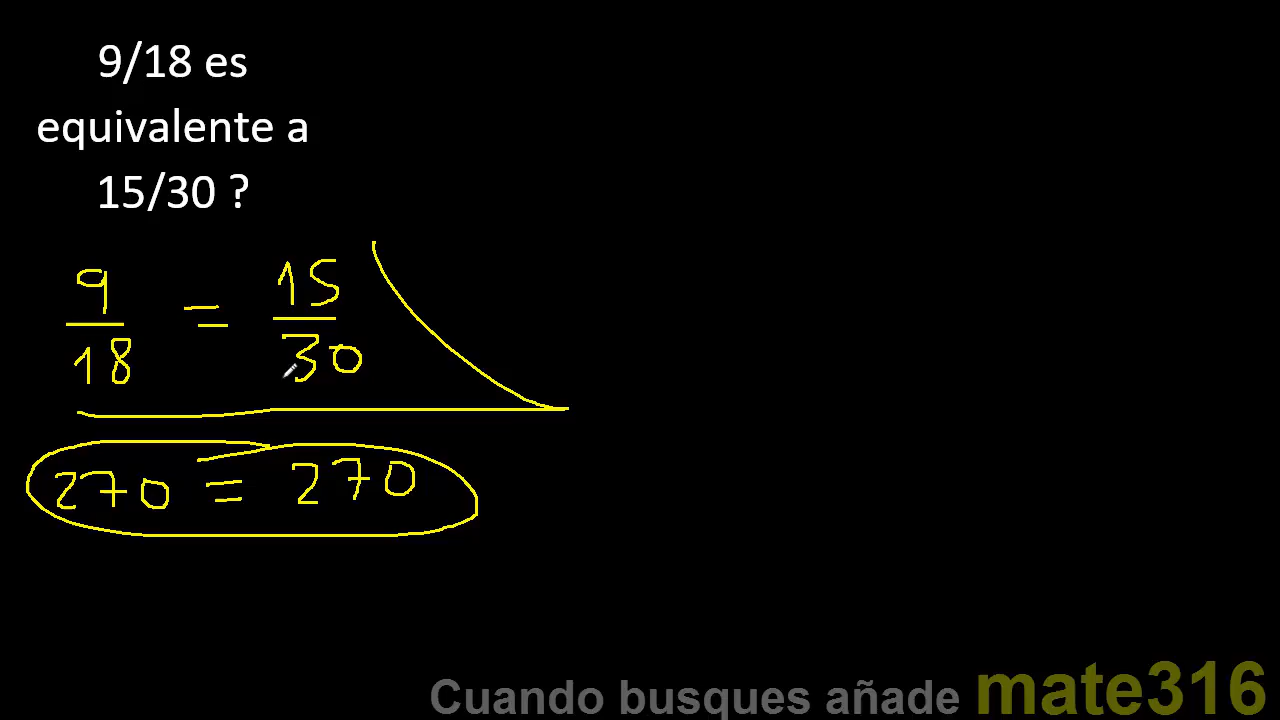 9/18 es
equivalente a
15/30 ?
9/18 = 15/30
270 = 270
Cuando busques añade mate316